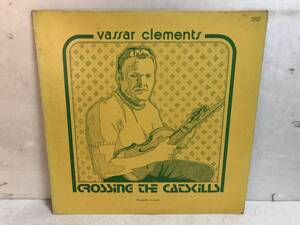 vassar clements
CROSSING THE CATSKILLS